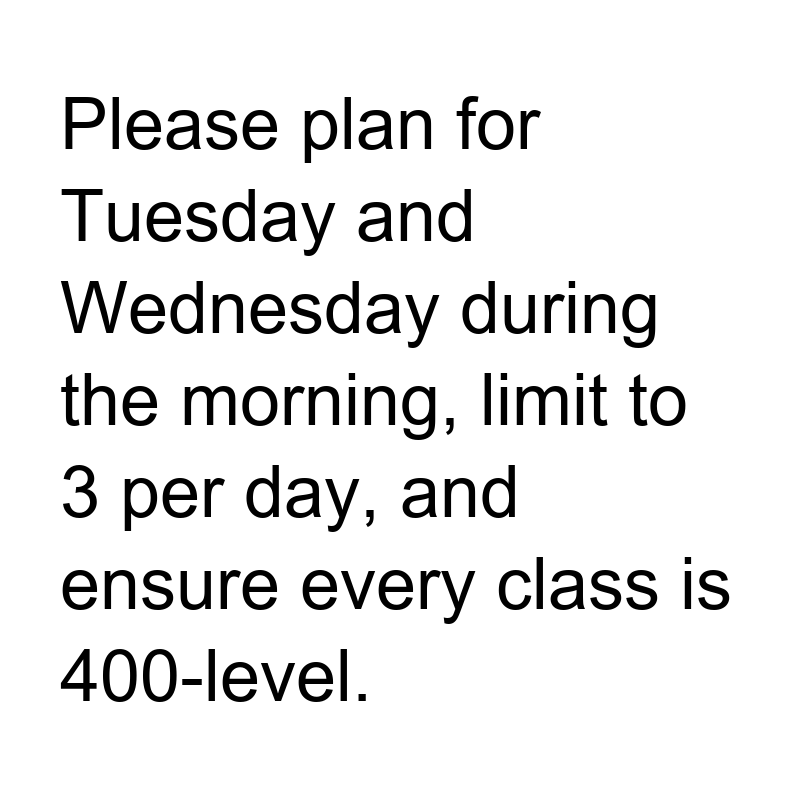 Please plan for
Tuesday and
Wednesday during
the morning, limit to
3 per day, and
ensure every class is
400-level.